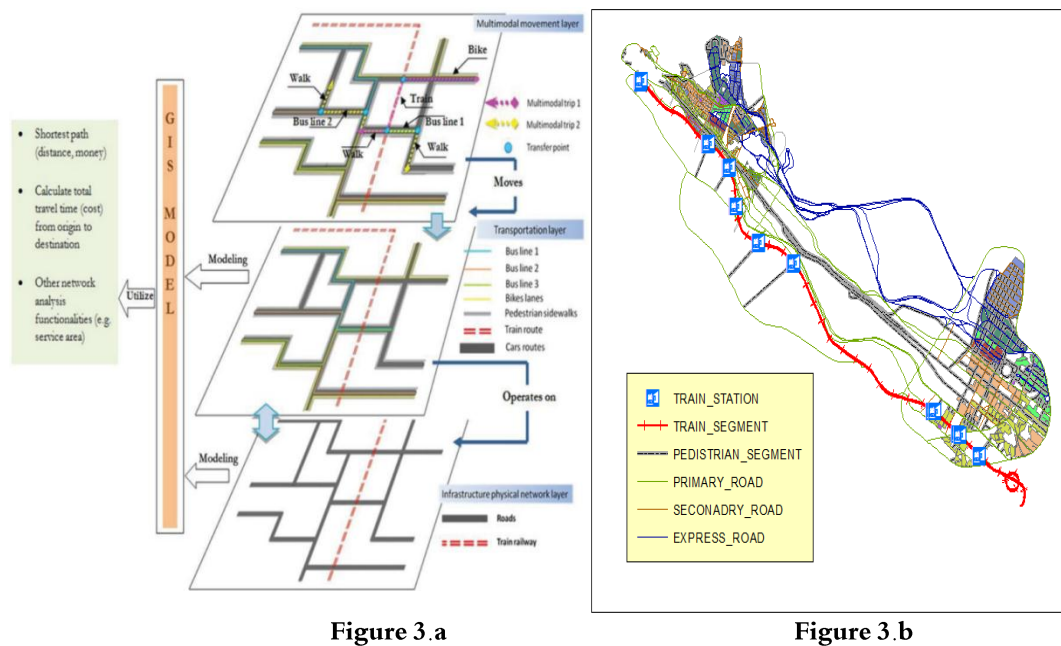 Multimodal movement layer
Bike
Walk
Train
Bus line 2
Bus line 1
Walk
Walk
Multimodal trip 1
Multimodal trip 2
Transfer point
Moves
Transportation layer
Bus line 1
Bus line 2
Bus line 3
Bikes lanes
Pedestrian sidewalks
Train route
Cars routes
Operates on
Infrastructure physical network layer
Roads
Train railway
Modeling
Modeling
GIS MODEL
Utilize
• Shortest path
(distance, money)
• Calculate total
travel time (cost)
from origin to
destination
• Other network
analysis
functionalities (e.g.
service area)
Figure 3.a
TRAIN_STATION
TRAIN_SEGMENT
PEDISTRIAN_SEGMENT
PRIMARY_ROAD
SECONADRY_ROAD
EXPRESS_ROAD
Figure 3.b